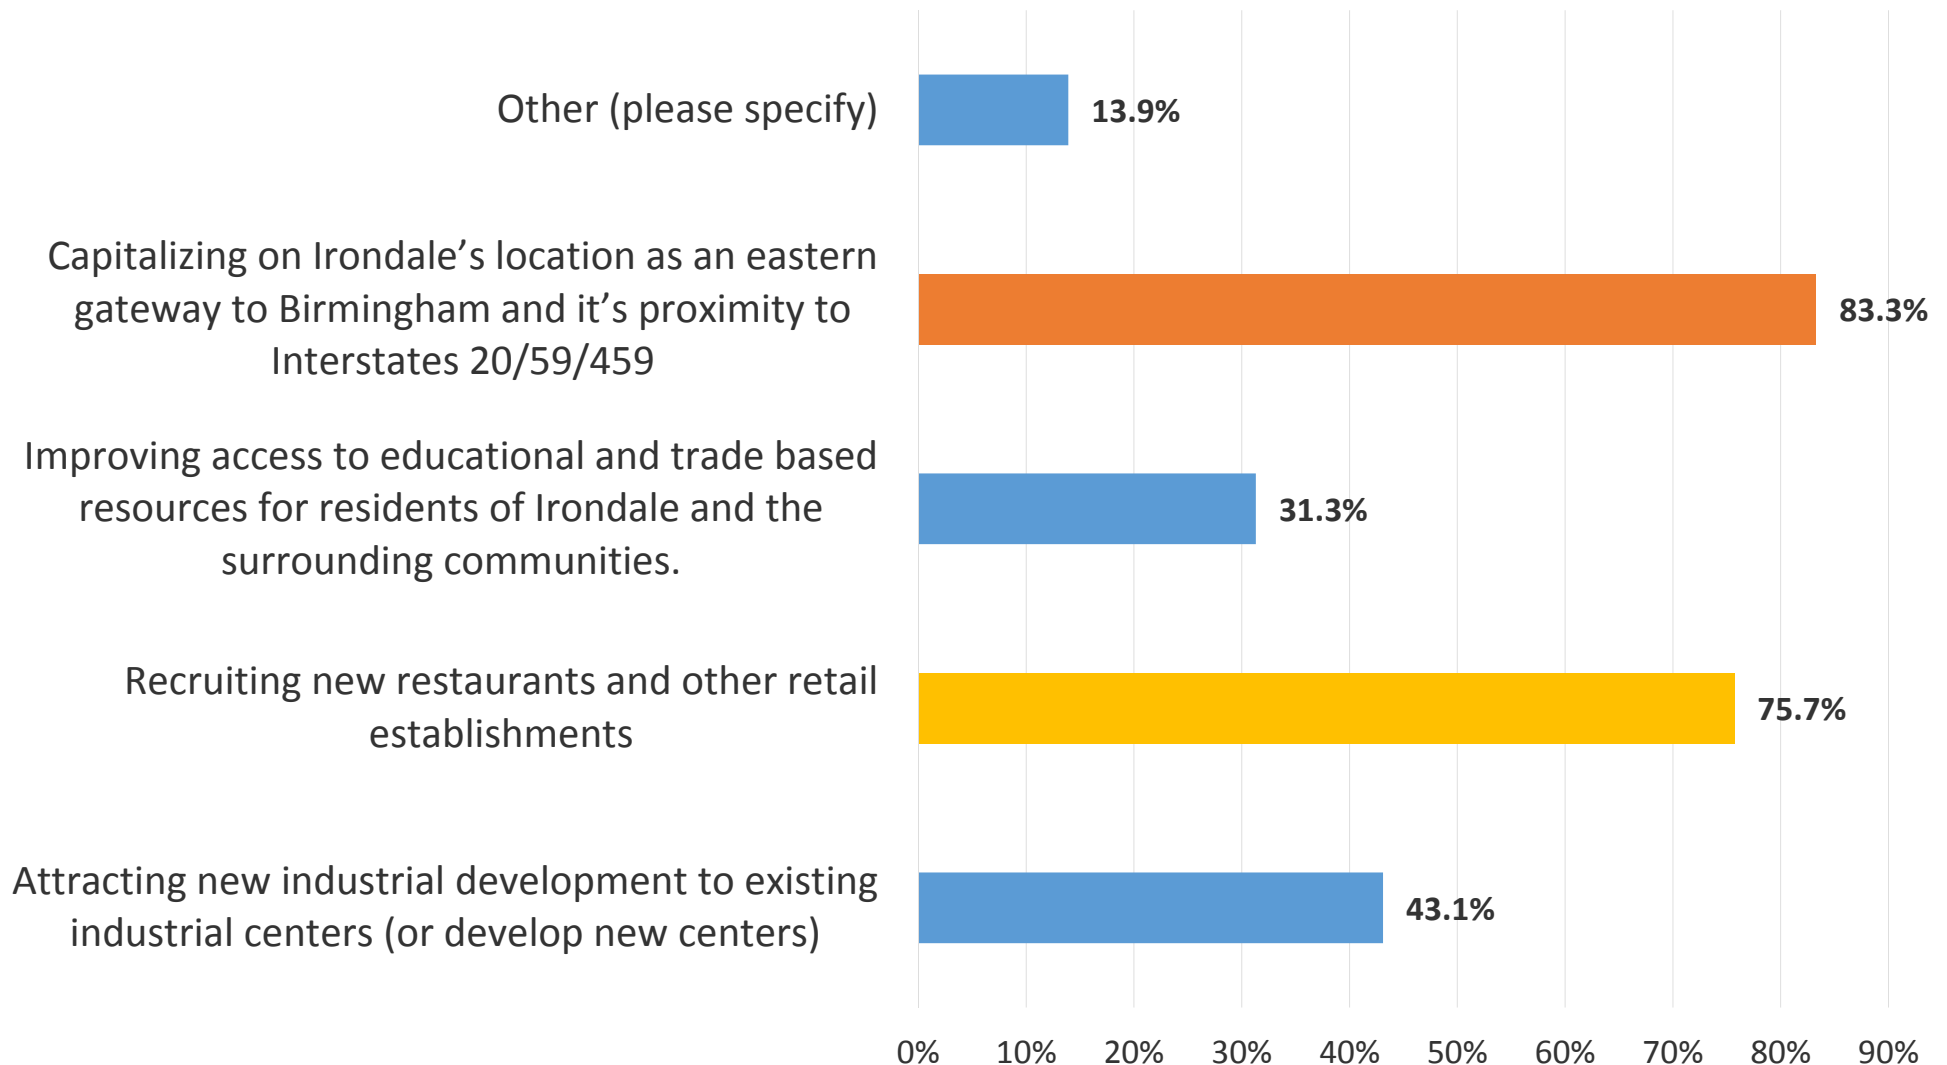 Other (please specify)
13.9%
Capitalizing on Irondale’s location as an eastern
gateway to Birmingham and it’s proximity to
Interstates 20/59/459
83.3%
Improving access to educational and trade based
resources for residents of Irondale and the
surrounding communities.
31.3%
Recruiting new restaurants and other retail
establishments
75.7%
Attracting new industrial development to existing
industrial centers (or develop new centers)
43.1%
0% 10% 20% 30% 40% 50% 60% 70% 80% 90%